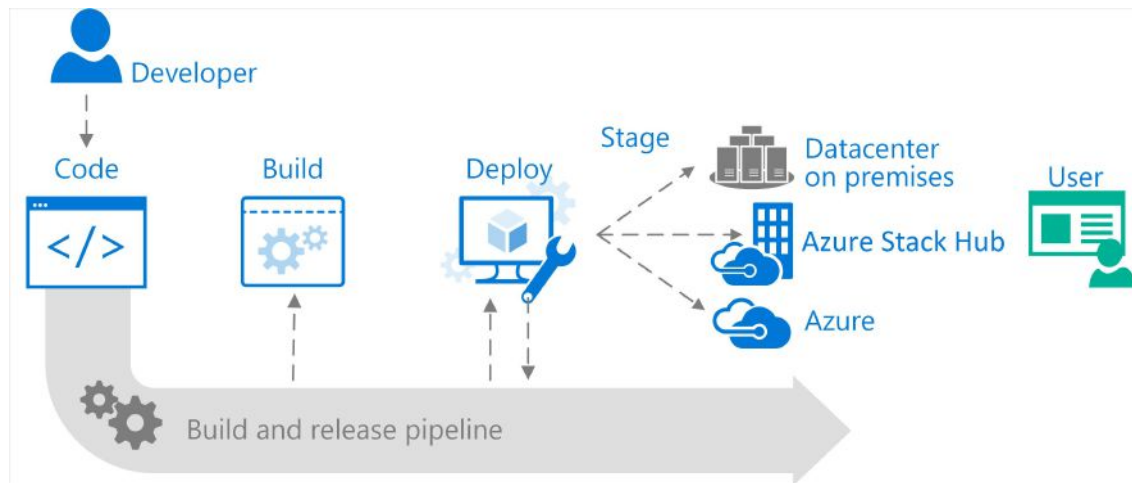 Developer
Code
Build
Deploy
Stage
Datacenter
on premises
Azure Stack Hub
Azure
User
</>
Build and release pipeline